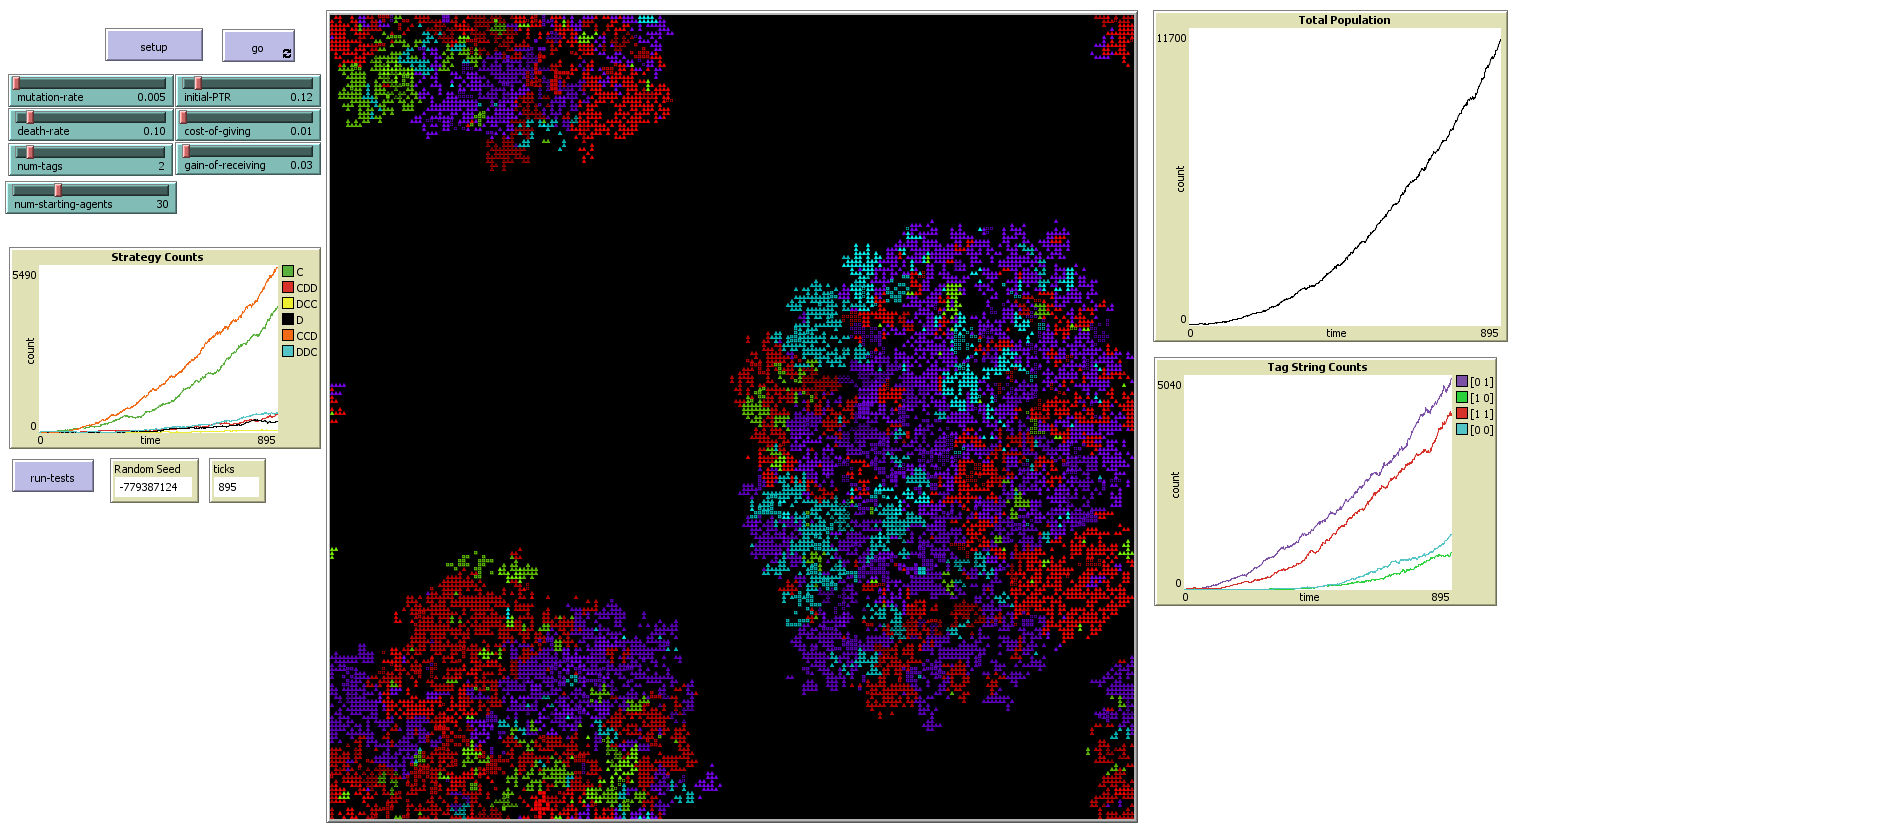 setup
go
mutation-rate 0.005
initial-PTR 0.12
death-rate 0.10
cost-of-giving 0.01
num-tags 2
gain-of-receiving 0.03
num-starting-agents 30
Strategy Counts
5490
count
0
0 time 895
C
CDD
DCC
D
CCD
DDC
run-tests
Random Seed
-779387124
ticks
895
Total Population
11700
count
0
0 time 895
Tag String Counts
5040
count
0
0 time 895
[0 1]
[1 0]
[1 1]
[0 0]